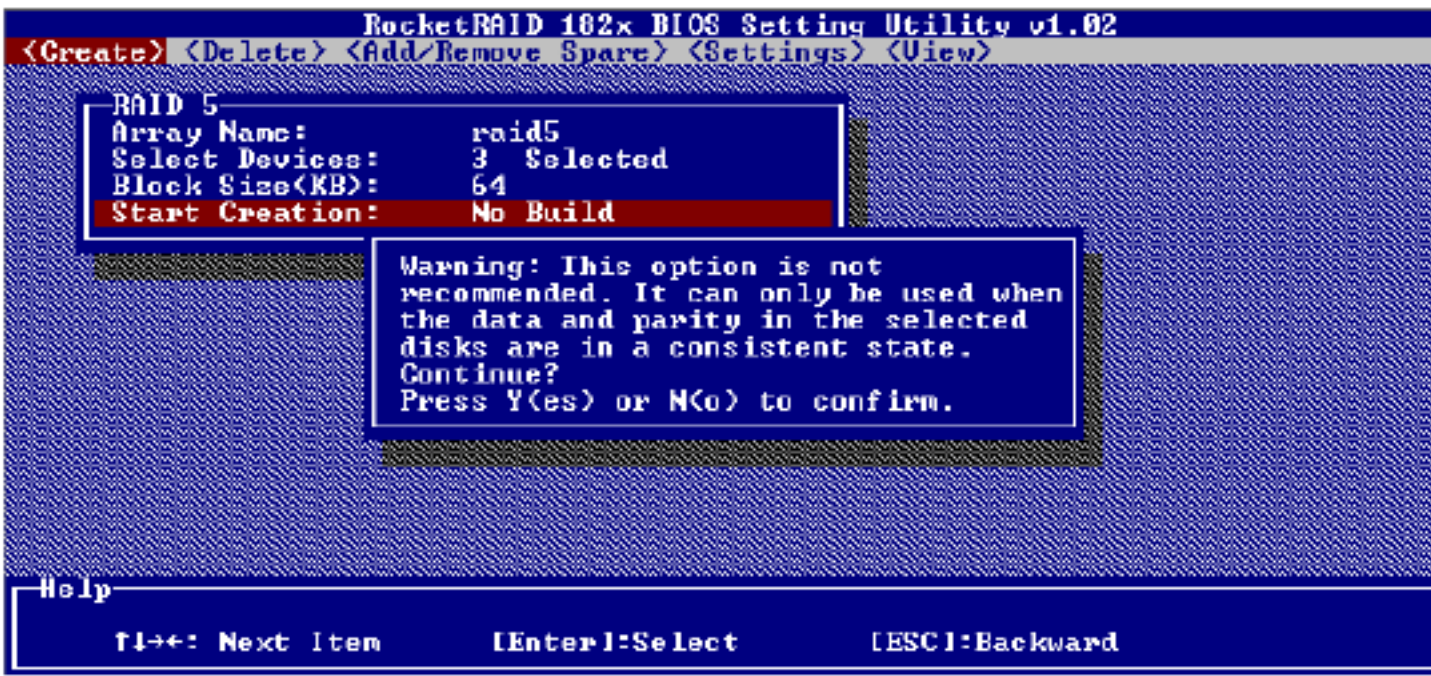 RocketRAID 182x BIOS Setting Utility v1.02
<Create> <Delete> <Add/Remove Spare> <Settings> <View>
RAID 5
Array Name: raid5
Select Devices: 3 Selected
Block Size(KB): 64
Start Creation: No Build
Warning: This option is not
recommended. It can only be used when
the data and parity in the selected
disks are in a consistent state.
Continue?
Press Y(es) or N(o) to confirm.
Help
↑↓→←: Next Item [Enter]:Select [ESC]:Backward